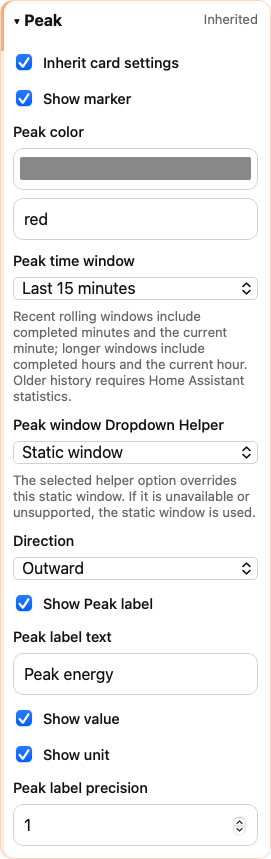 Peak Inherited
Inherit card settings
Show marker
Peak color
red
Peak time window
Last 15 minutes
Recent rolling windows include
completed minutes and the current
minute; longer windows include
completed hours and the current hour.
Older history requires Home Assistant
statistics.
Peak window Dropdown Helper
Static window
The selected helper option overrides
this static window. If it is unavailable or
unsupported, the static window is used.
Direction
Outward
Show Peak label
Peak label text
Peak energy
Show value
Show unit
Peak label precision
1